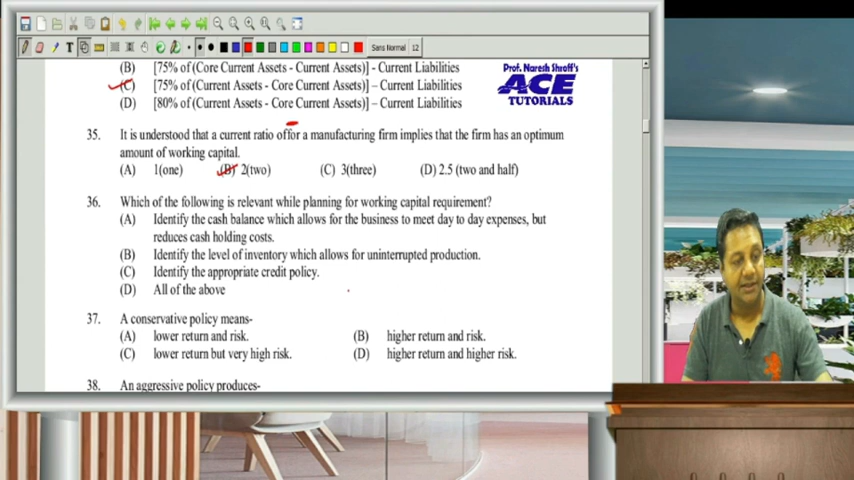 Sans Normal 12
(B) [75% of (Core Current Assets - Current Assets)] - Current Liabilities
(C) [75% of (Current Assets - Core Current Assets)] – Current Liabilities
(D) [80% of (Current Assets - Core Current Assets)] – Current Liabilities
Prof. Naresh Shroff's
ACE
TUTORIALS
35. It is understood that a current ratio offor a manufacturing firm implies that the firm has an optimum
amount of working capital.
(A) 1(one) (B) 2(two) (C) 3(three) (D) 2.5 (two and half)
36. Which of the following is relevant while planning for working capital requirement?
(A) Identify the cash balance which allows for the business to meet day to day expenses, but
reduces cash holding costs.
(B) Identify the level of inventory which allows for uninterrupted production.
(C) Identify the appropriate credit policy.
(D) All of the above
37. A conservative policy means-
(A) lower return and risk. (B) higher return and risk.
(C) lower return but very high risk. (D) higher return and higher risk.
38. An aggressive policy produces-